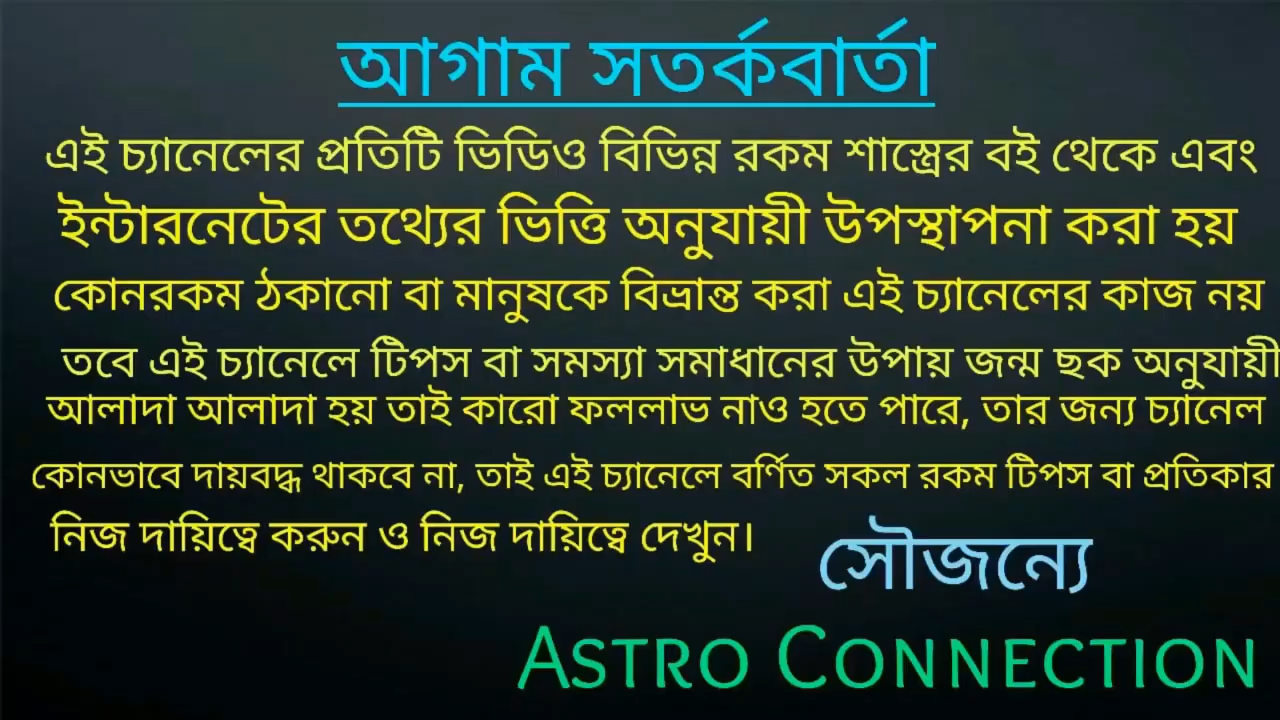 আগাম সতর্কবার্তা
এই চ্যানেলের প্রতিটি ভিডিও বিভিন্ন রকম শাস্ত্রের বই থেকে এবং
ইন্টারনেটের তথ্যের ভিত্তি অনুযায়ী উপস্থাপনা করা হয়
কোনরকম ঠকানো বা মানুষকে বিভ্রান্ত করা এই চ্যানেলের কাজ নয়
তবে এই চ্যানেলে টিপস বা সমস্যা সমাধানের উপায় জন্ম ছক অনুযায়ী
আলাদা আলাদা হয় তাই কারো ফললাভ নাও হতে পারে, তার জন্য চ্যানেল
কোনভাবে দায়বদ্ধ থাকবে না, তাই এই চ্যানেলে বর্ণিত সকল রকম টিপস বা প্রতিকার
নিজ দায়িত্বে করুন ও নিজ দায়িত্বে দেখুন।
সৌজন্যে
ASTRO CONNECTION